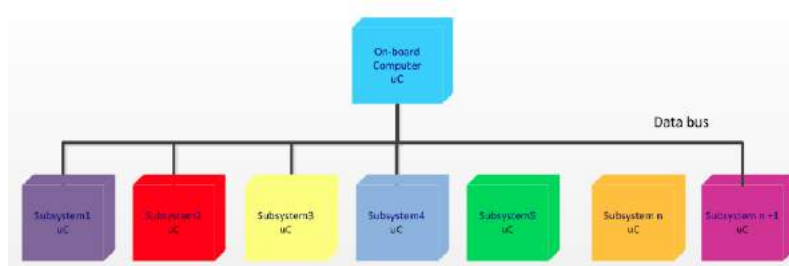 On-board
Computer
uC
Data bus
Subsystem1
uC
Subsystem2
uC
Subsystem3
uC
Subsystem4
uC
Subsystem5
uC
Subsystem n
uC
Subsystem n +1
uC